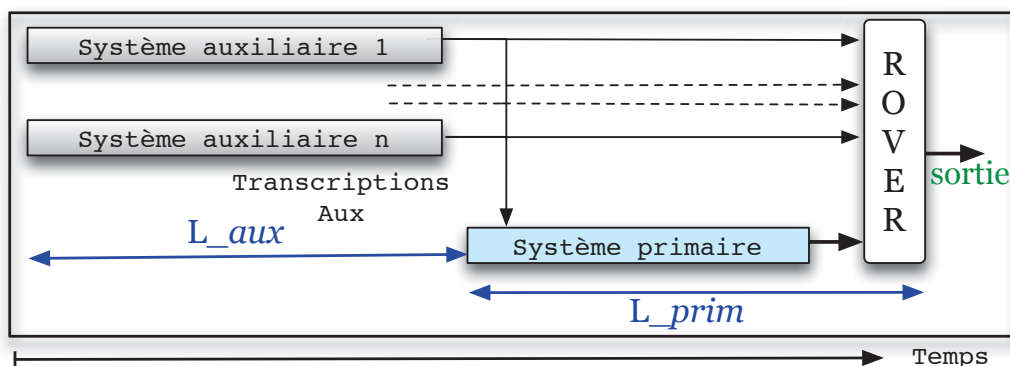 Système auxiliaire 1
Système auxiliaire n
Transcriptions
Aux
L_aux
Système primaire
L_prim
R
O
V
E
R
sortie
Temps